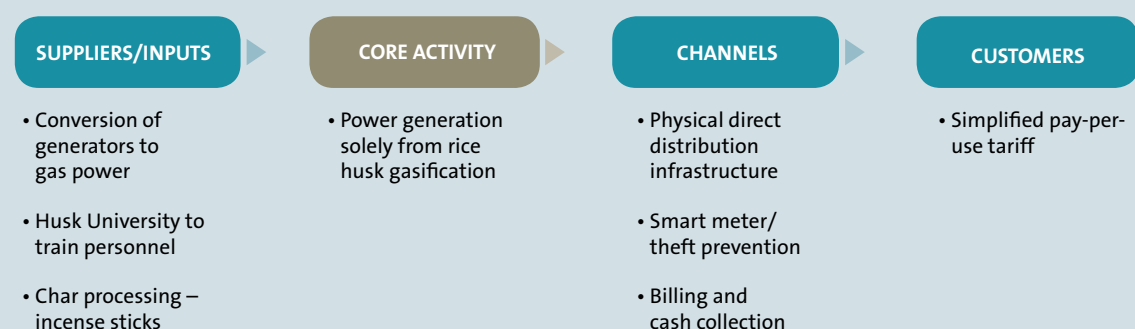 SUPPLIERS/INPUTS
• Conversion of
generators to
gas power
• Husk University to
train personnel
• Char processing –
incense sticks
CORE ACTIVITY
• Power generation
solely from rice
husk gasification
CHANNELS
• Physical direct
distribution
infrastructure
• Smart meter/
theft prevention
• Billing and
cash collection
CUSTOMERS
• Simplified pay-per-
use tariff